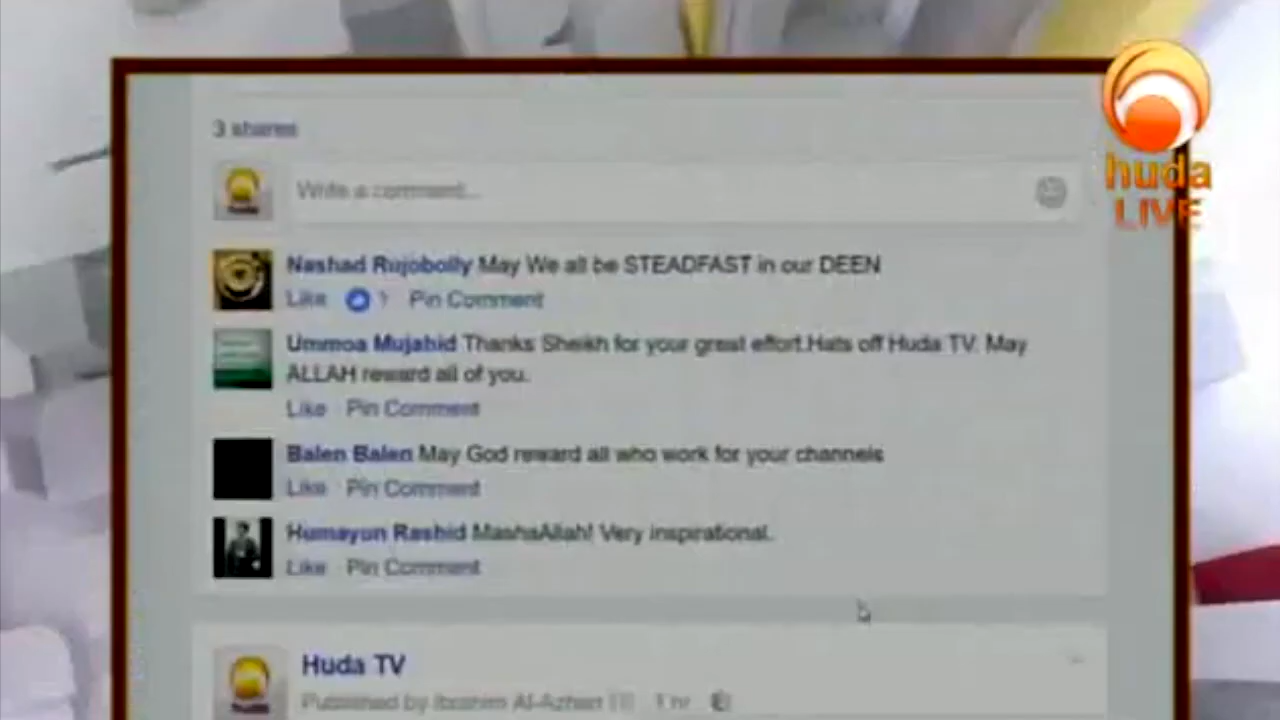 huda
LIVE
3 shares
Write a comment...
Nashad Rujobolly May We all be STEADFAST in our DEEN
Like 1 Pin Comment
Ummoa Mujahid Thanks Sheikh for your great effort.Hats off Huda TV. May
ALLAH reward all of you.
Like Pin Comment
Balen Balen May God reward all who work for your channels
Like Pin Comment
Humayun Rashid MashaAllah! Very inspirational.
Like Pin Comment
Huda TV
Published by Ibrahim Al-Azhari 1 hr